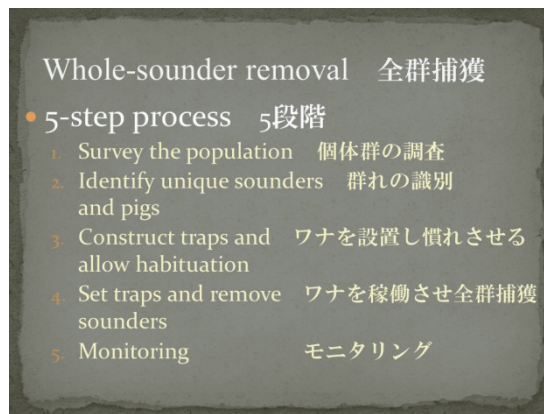 Whole-sounder removal 全群捕獲
• 5-step process 5段階
1. Survey the population 個体群の調査
2. Identify unique sounders 群れの識別
and pigs
3. Construct traps and ワナを設置し慣れさせる
allow habituation
4. Set traps and remove ワナを稼働させ全群捕獲
sounders
5. Monitoring モニタリング